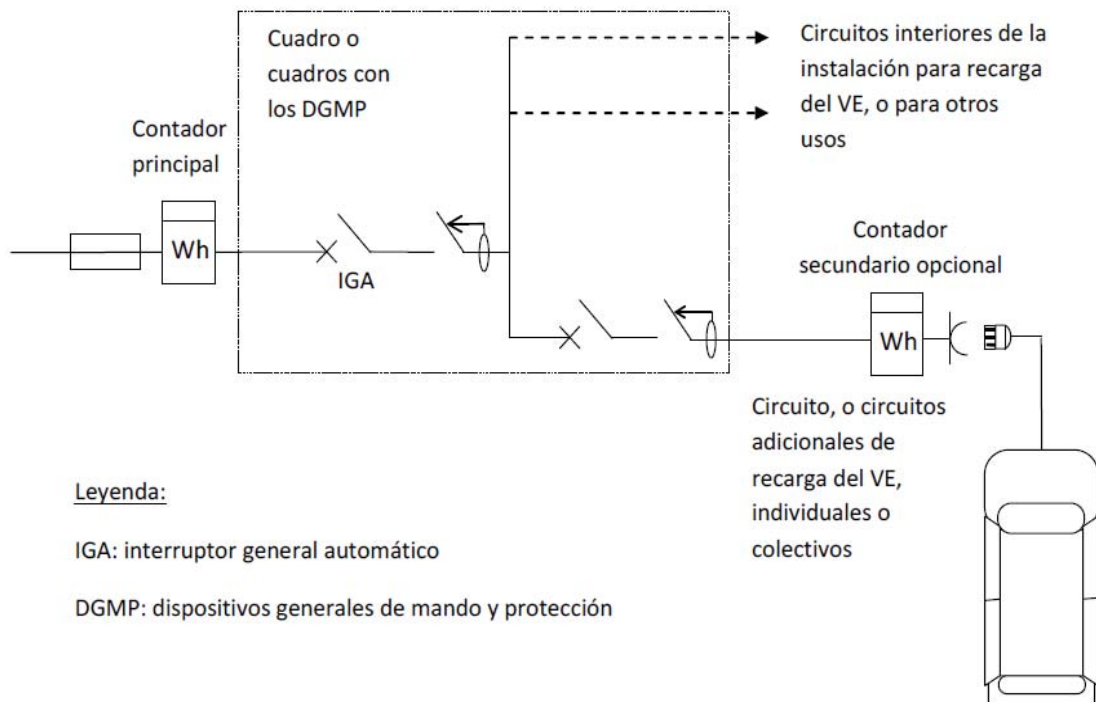 Cuadro o
cuadros con
los DGMP
Circuitos interiores de la
instalación para recarga
del VE, o para otros
usos
Contador
principal
Wh
IGA
Contador
secundario opcional
Wh
Circuito, o circuitos
adicionales de
recarga del VE,
individuales o
colectivos
Leyenda:
IGA: interruptor general automático
DGMP: dispositivos generales de mando y protección